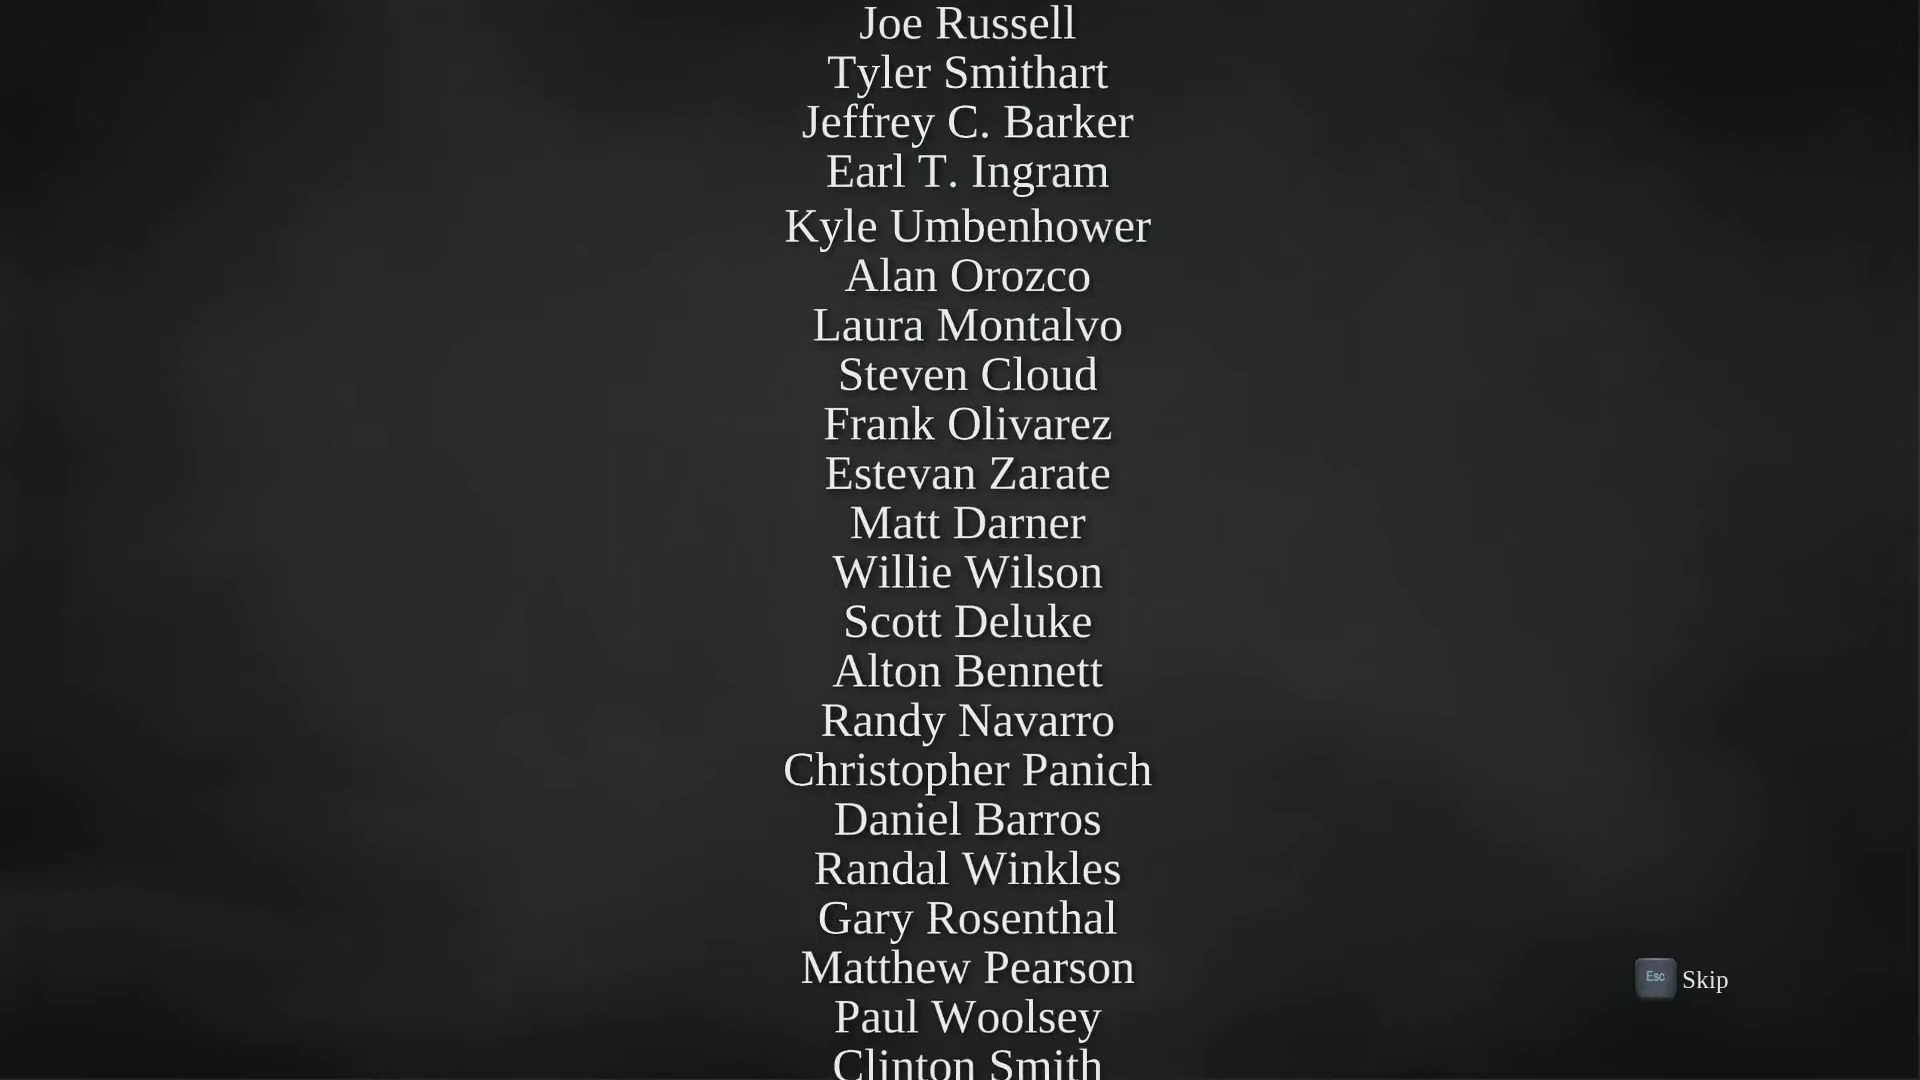 Joe Russell
Tyler Smithart
Jeffrey C. Barker
Earl T. Ingram
Kyle Umbenhower
Alan Orozco
Laura Montalvo
Steven Cloud
Frank Olivarez
Estevan Zarate
Matt Darner
Willie Wilson
Scott Deluke
Alton Bennett
Randy Navarro
Christopher Panich
Daniel Barros
Randal Winkles
Gary Rosenthal
Matthew Pearson
Esc Skip
Paul Woolsey
Clinton Smith